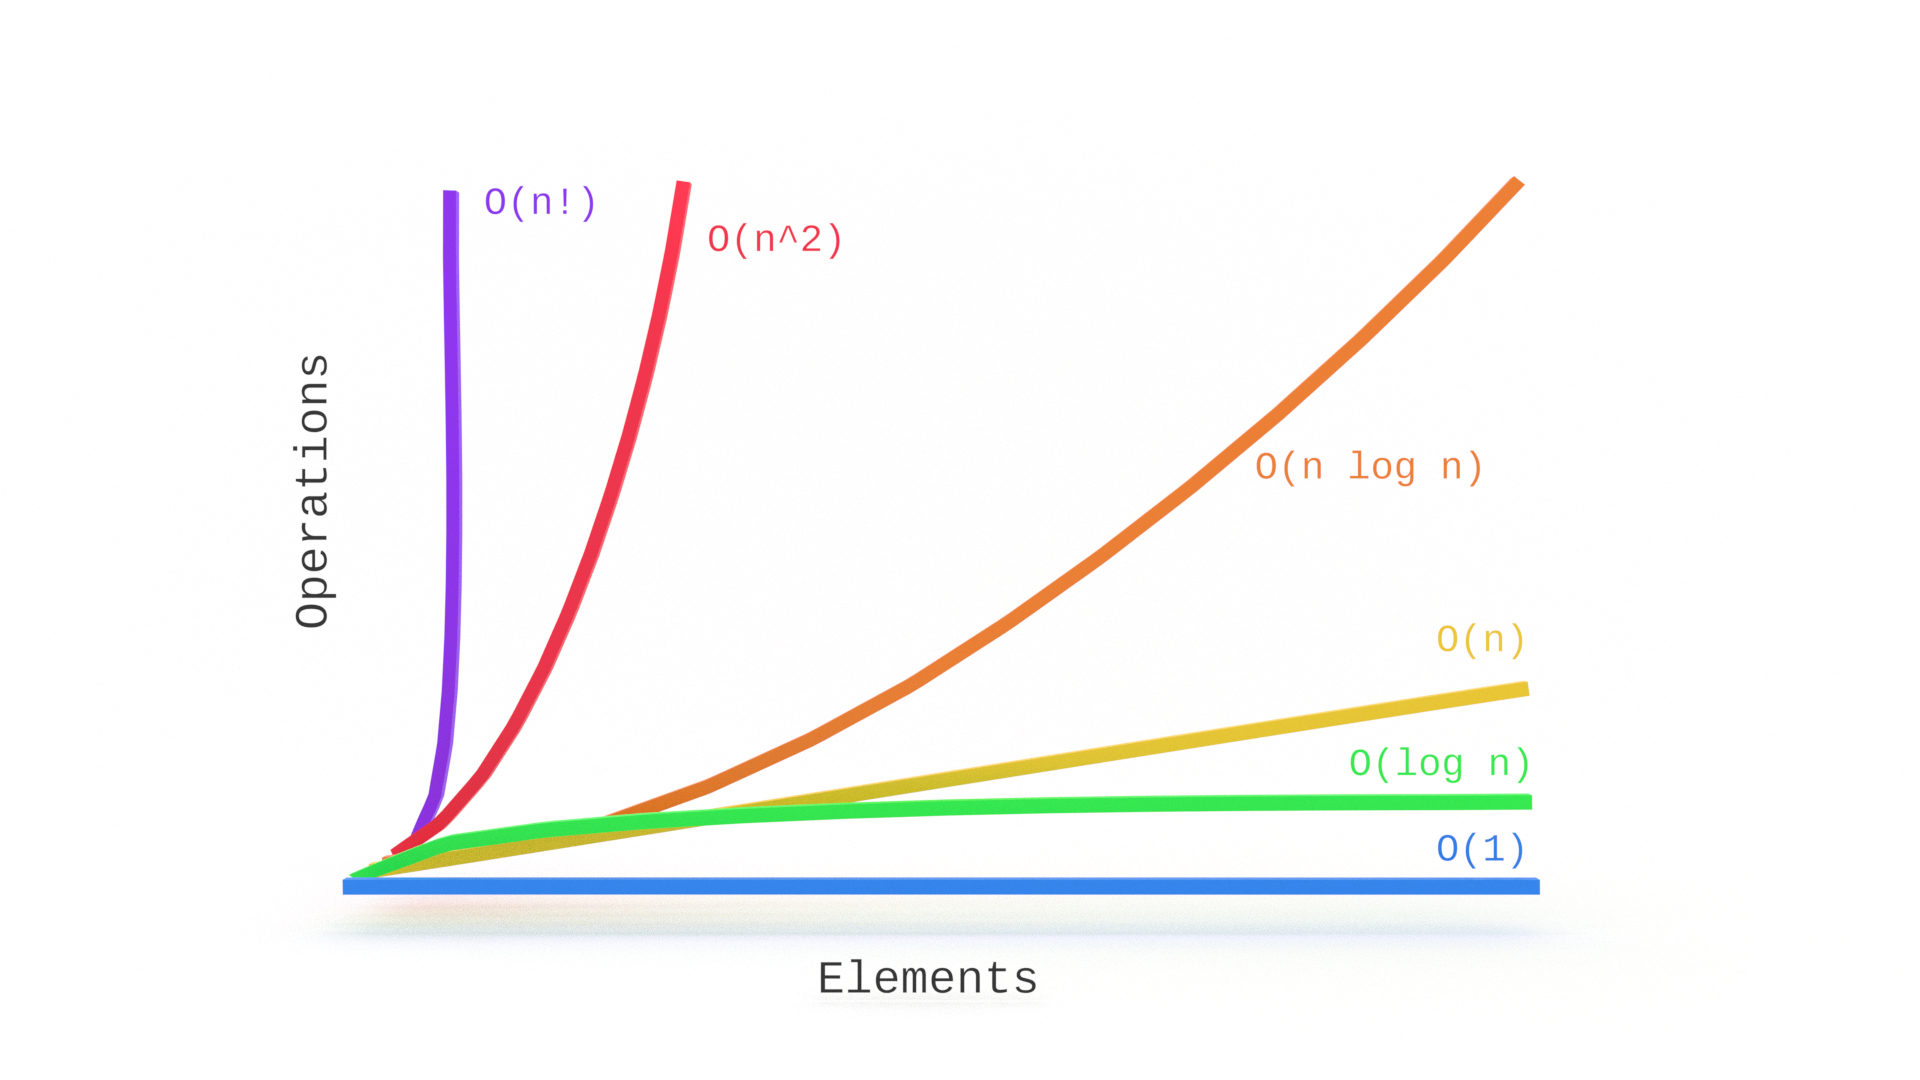 O(n!)
O(n^2)
Operations
O(n log n)
O(n)
O(log n)
O(1)
Elements